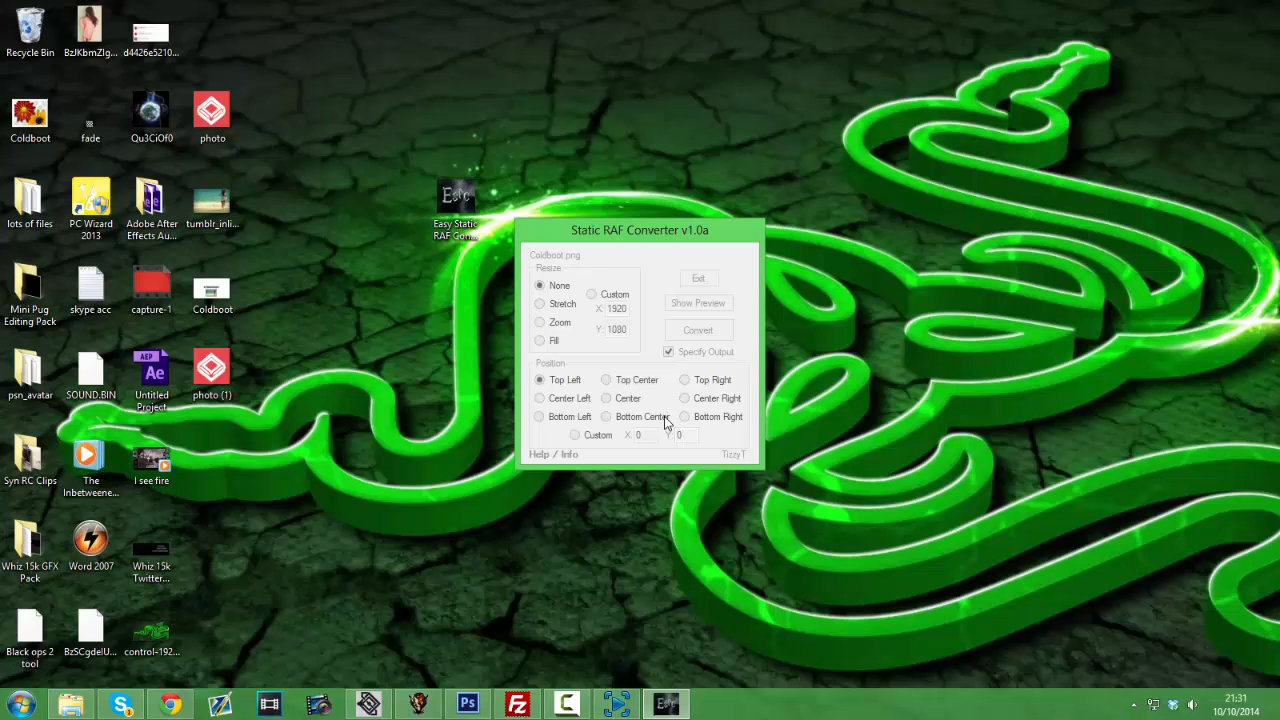 Recycle Bin
BzJKbmZIg...
d4426e5210...
Coldboot
fade
Qu3CiOf0
photo
lots of files
PC Wizard
2013
Adobe After
Effects Au...
tumblr_inli...
Easy Static
Mini Pug
Editing Pack
skype acc
capture-1
Coldboot
psn_avatar
SOUND.BIN
AEP
Ae
Untitled
Project
photo (1)
Syn RC Clips
The
Inbetweene...
I see fire
Whiz 15k GFX
Pack
Word 2007
Whiz 15k
Twitter...
Black ops 2
tool
BzSCgdelU...
control-192...
Static RAF Converter v1.0a
Coldboot.png
Resize
None
Stretch
Zoom
Fill
Custom
X: 1920
Y: 1080
Exit
Show Preview
Convert
Specify Output
Position
Top Left
Top Center
Top Right
Center Left
Center
Center Right
Bottom Left
Bottom Center
Bottom Right
Custom
X: 0
Y: 0
Help / Info
TizzyT
Ps
Fz
21:31
10/10/2014